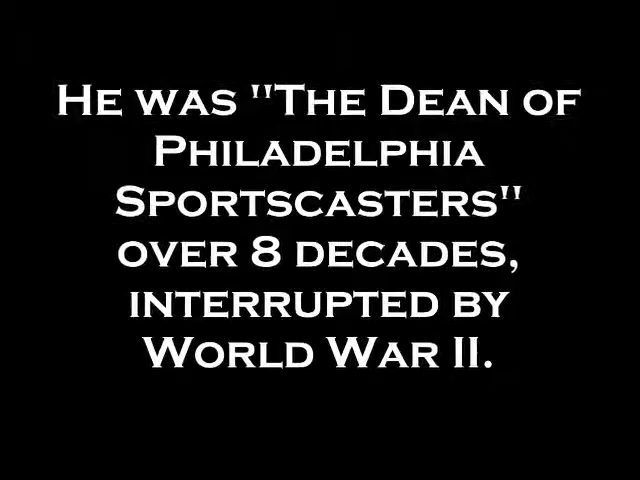 He was "The Dean of
Philadelphia
Sportscasters"
over 8 decades,
interrupted by
World War II.